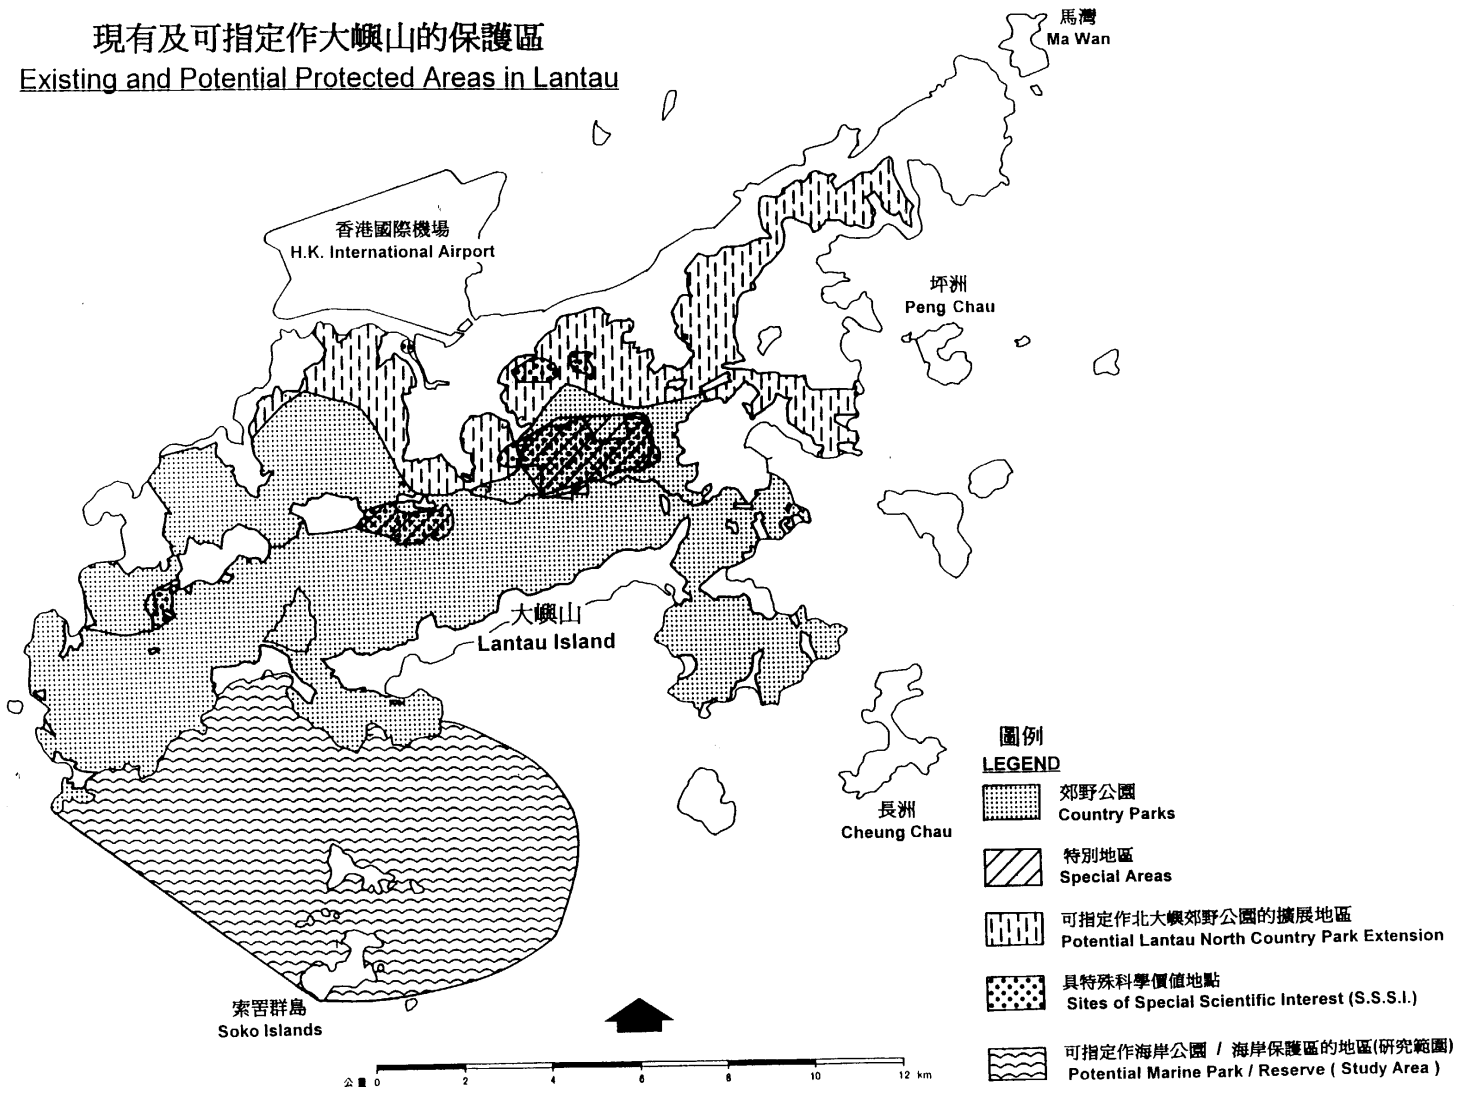 現有及可指定作大嶼山的保護區
Existing and Potential Protected Areas in Lantau
馬灣
Ma Wan
香港國際機場
H.K. International Airport
坪洲
Peng Chau
大嶼山
Lantau Island
長洲
Cheung Chau
索罟群島
Soko Islands
圖例
LEGEND
郊野公園
Country Parks
特別地區
Special Areas
可指定作北大嶼郊野公園的擴展地區
Potential Lantau North Country Park Extension
具特殊科學價值地點
Sites of Special Scientific Interest (S.S.S.I.)
可指定作海岸公園 / 海岸保護區的地區(研究範圍)
Potential Marine Park / Reserve ( Study Area )
公里 0 2 4 6 8 10 12 km